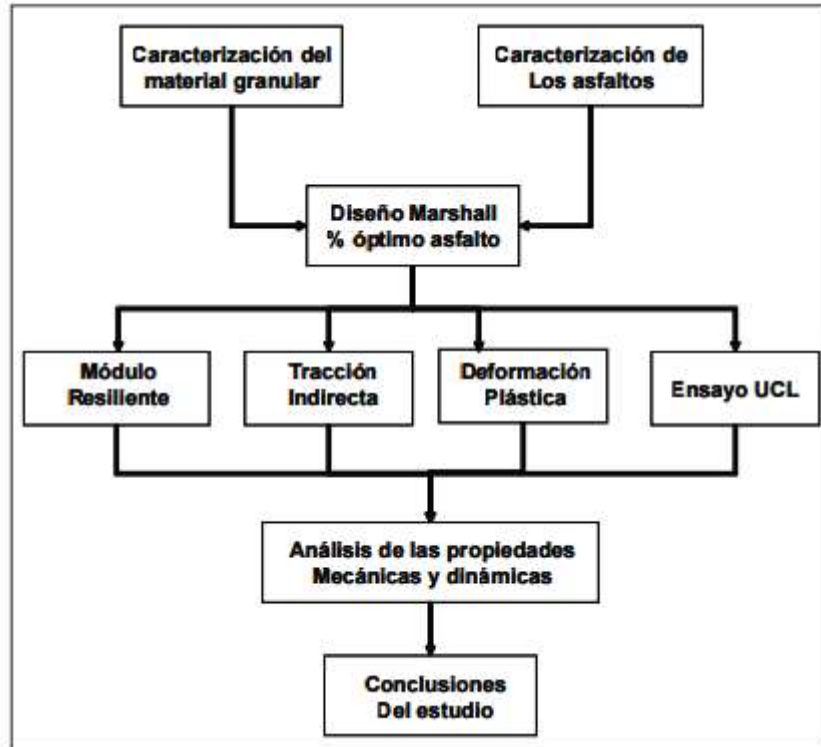 Caracterización del
material granular
Caracterización de
Los asfaltos
Diseño Marshall
% óptimo asfalto
Módulo
Resiliente
Tracción
Indirecta
Deformación
Plástica
Ensayo UCL
Análisis de las propiedades
Mecánicas y dinámicas
Conclusiones
Del estudio